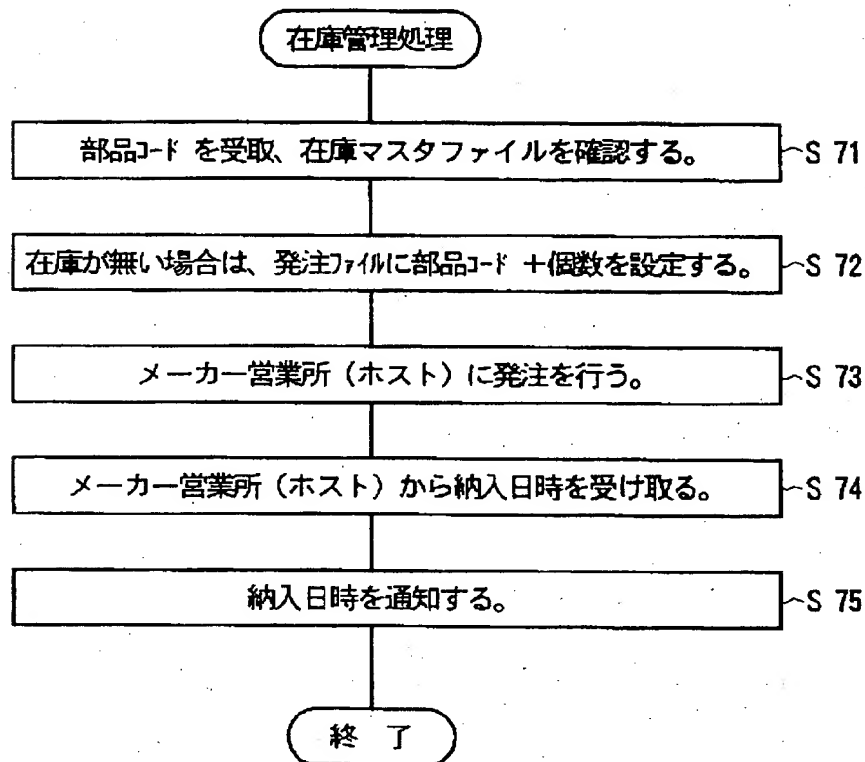 在庫管理処理
部品ｺｰﾄﾞ を受取、在庫マスタファイルを確認する。 S 71
在庫が無い場合は、発注ﾌｧｲﾙに部品ｺｰﾄﾞ ＋個数を設定する。 S 72
メーカー営業所（ホスト）に発注を行う。 S 73
メーカー営業所（ホスト）から納入日時を受け取る。 S 74
納入日時を通知する。 S 75
終 了